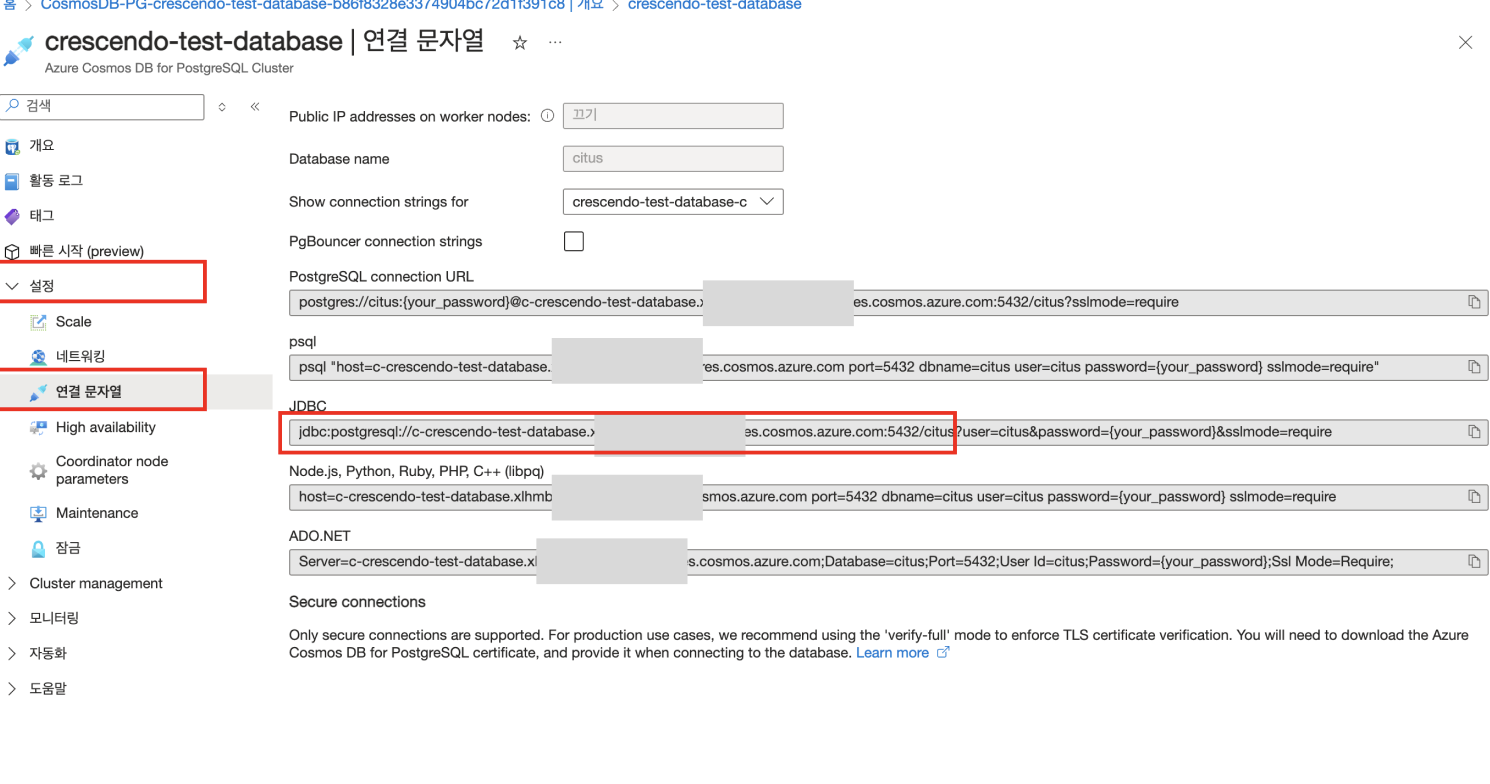 홈 > CosmosDB-PG-crescendo-test-database-b86f8328e3374904bc72d1f391c8 | 개요 > crescendo-test-database
crescendo-test-database | 연결 문자열
Azure Cosmos DB for PostgreSQL Cluster
검색
개요
활동 로그
태그
빠른 시작 (preview)
설정
Scale
네트워킹
연결 문자열
High availability
Coordinator node
parameters
Maintenance
잠금
Cluster management
모니터링
자동화
도움말
Public IP addresses on worker nodes: 끄기
Database name citus
Show connection strings for crescendo-test-database-c
PgBouncer connection strings
PostgreSQL connection URL
postgres://citus:{your_password}@c-crescendo-test-database. es.cosmos.azure.com:5432/citus?sslmode=require
psql
psql "host=c-crescendo-test-database. res.cosmos.azure.com port=5432 dbname=citus user=citus password={your_password} sslmode=require"
JDBC
jdbc:postgresql://c-crescendo-test-database. es.cosmos.azure.com:5432/citus?user=citus&password={your_password}&sslmode=require
Node.js, Python, Ruby, PHP, C++ (libpq)
host=c-crescendo-test-database.xlhmb smos.azure.com port=5432 dbname=citus user=citus password={your_password} sslmode=require
ADO.NET
Server=c-crescendo-test-database.xl s.cosmos.azure.com;Database=citus;Port=5432;User Id=citus;Password={your_password};Ssl Mode=Require;
Secure connections
Only secure connections are supported. For production use cases, we recommend using the 'verify-full' mode to enforce TLS certificate verification. You will need to download the Azure
Cosmos DB for PostgreSQL certificate, and provide it when connecting to the database. Learn more